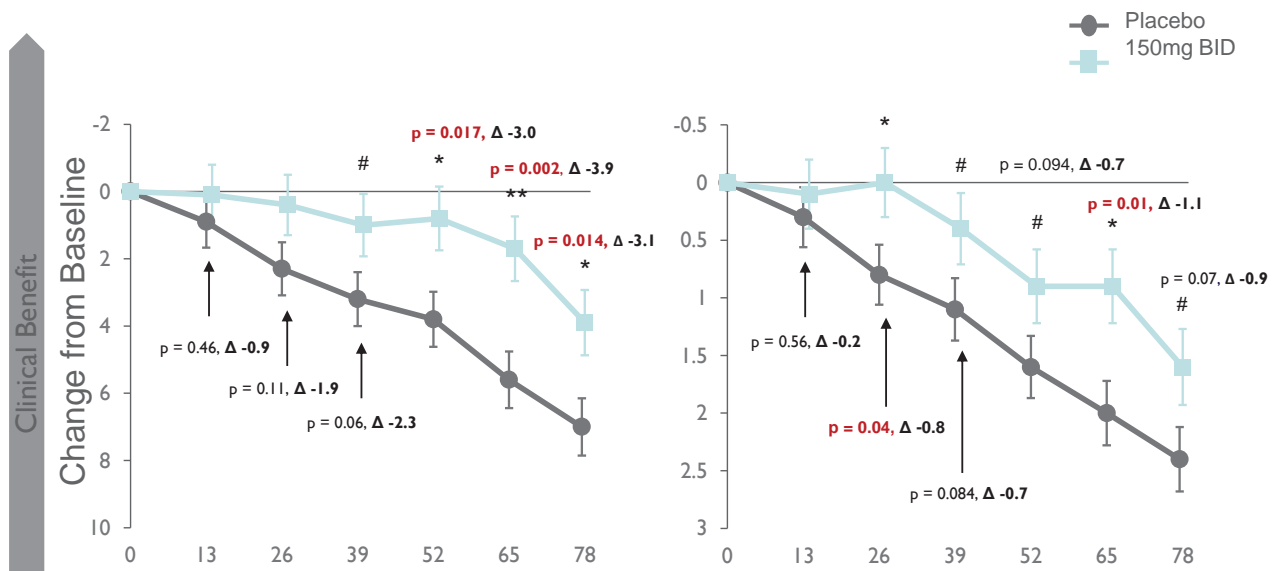 Placebo
150mg BID
Clinical Benefit
Change from Baseline
-2
0
2
4
6
8
10
0 13 26 39 52 65 78
p = 0.017, Δ -3.0
# *
p = 0.002, Δ -3.9
**
p = 0.014, Δ -3.1
*
p = 0.46, Δ -0.9
p = 0.11, Δ -1.9
p = 0.06, Δ -2.3
-0.5
0
0.5
1
1.5
2
2.5
3
0 13 26 39 52 65 78
*
# p = 0.094, Δ -0.7
p = 0.01, Δ -1.1
# *
p = 0.07, Δ -0.9
#
p = 0.56, Δ -0.2
p = 0.04, Δ -0.8
p = 0.084, Δ -0.7